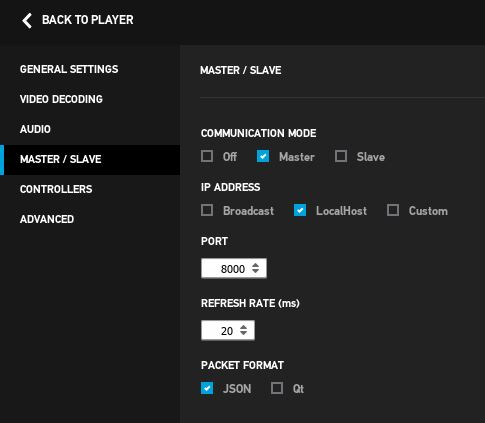 BACK TO PLAYER
GENERAL SETTINGS
VIDEO DECODING
AUDIO
MASTER / SLAVE
CONTROLLERS
ADVANCED
MASTER / SLAVE
COMMUNICATION MODE
Off Master Slave
IP ADDRESS
Broadcast LocalHost Custom
PORT
8000
REFRESH RATE (ms)
20
PACKET FORMAT
JSON Qt